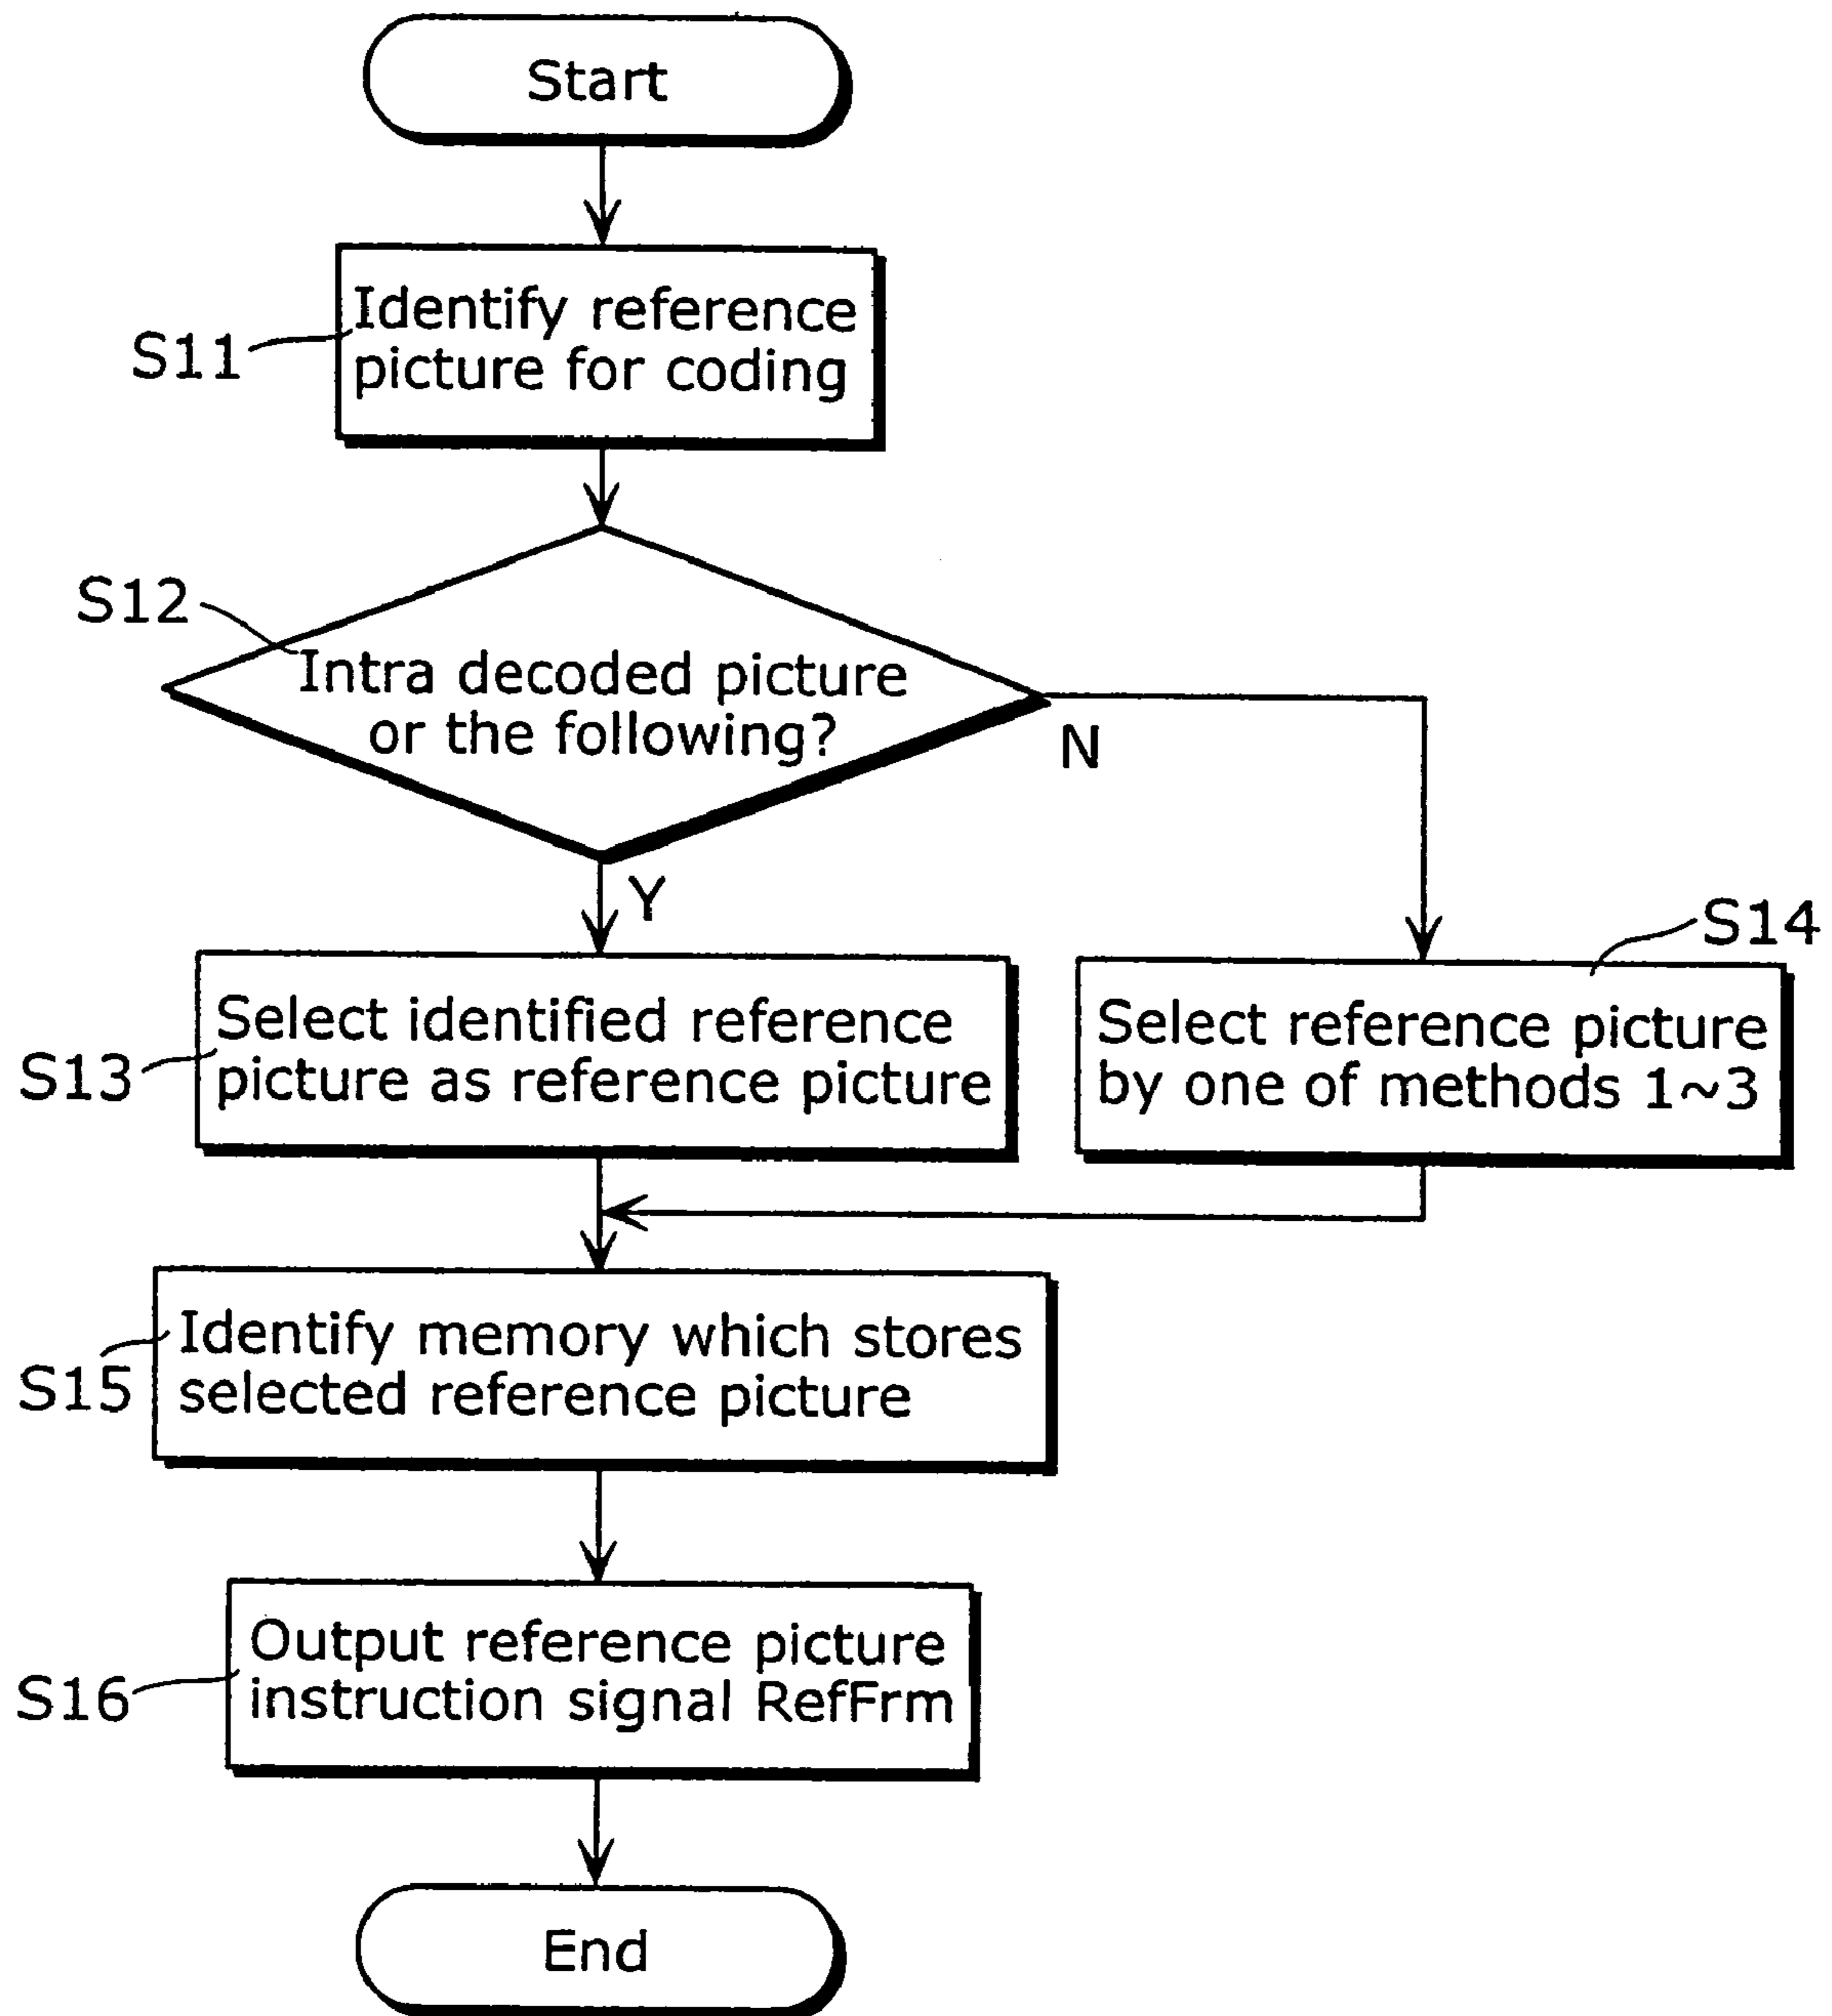 Start
S11
Identify reference
picture for coding
S12
Intra decoded picture
or the following?
N
Y
S14
S13
Select identified reference
picture as reference picture
Select reference picture
by one of methods 1~3
S15
Identify memory which stores
selected reference picture
S16
Output reference picture
instruction signal RefFrm
End